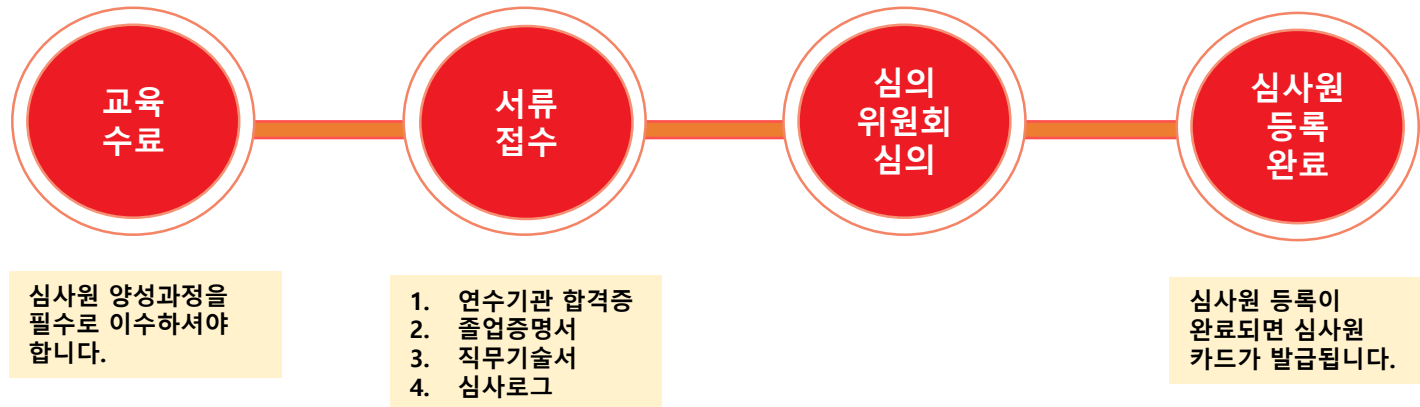 교육
수료
서류
접수
심의
위원회
심의
심사원
등록
완료
심사원 양성과정을
필수로 이수하셔야
합니다.
1. 연수기관 합격증
2. 졸업증명서
3. 직무기술서
4. 심사로그
심사원 등록이
완료되면 심사원
카드가 발급됩니다.